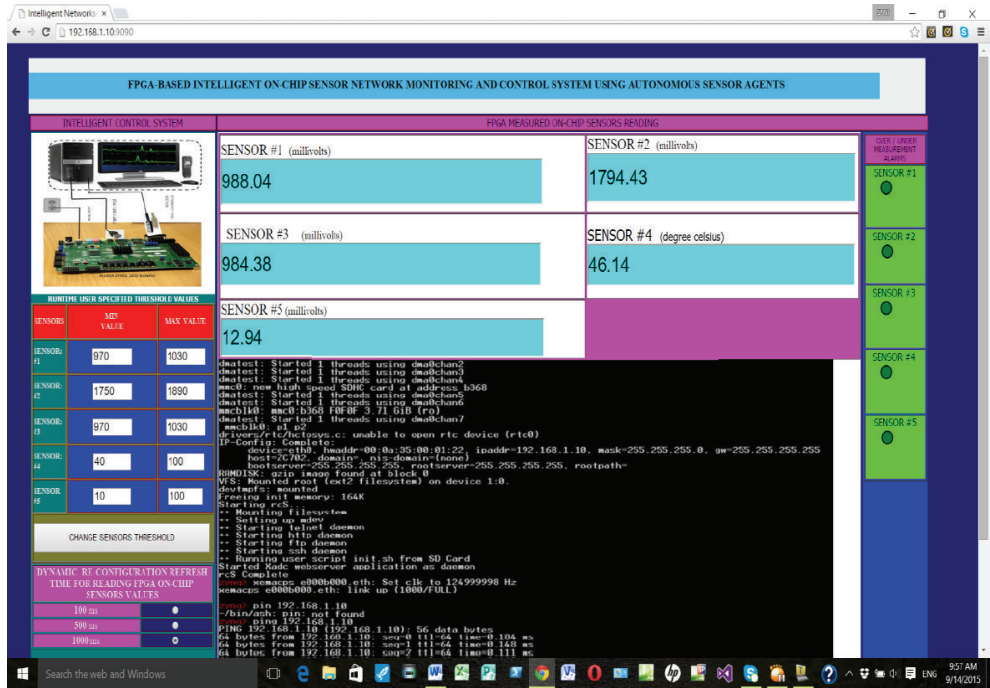 Intelligent Networks
192.168.1.10:9090
FPGA-BASED INTELLIGENT ON-CHIP SENSOR NETWORK MONITORING AND CONTROL SYSTEM USING AUTONOMOUS SENSOR AGENTS
INTELLIGENT CONTROL SYSTEM
FPGA MEASURED ON-CHIP SENSORS READING
SENSOR #1 (millivolts)
988.04
SENSOR #2 (millivolts)
1794.43
SENSOR #3 (millivolts)
984.38
SENSOR #4 (degree celsius)
46.14
SENSOR #5 (millivolts)
12.94
OVER / UNDER
MEASUREMENT
ALARMS
SENSOR #1
SENSOR #2
SENSOR #3
SENSOR #4
SENSOR #5
RUNTIME USER SPECIFIED THRESHOLD VALUES
SENSORS MIN VALUE MAX VALUE
SENSOR: #1 970 1030
SENSOR: #2 1750 1890
SENSOR: #3 970 1030
SENSOR: #4 40 100
SENSOR #5 10 100
CHANGE SENSORS THRESHOLD
DYNAMIC RE-CONFIGURATION REFRESH
TIME FOR READING FPGA ON-CHIP
SENSORS VALUES
100 ms
500 ms
1000 ms
dmatest: Started 1 threads using dma0chan2
dmatest: Started 1 threads using dma0chan3
dmatest: Started 1 threads using dma0chan4
mmc0: new high speed SDHC card at address b368
dmatest: Started 1 threads using dma0chan5
dmatest: Started 1 threads using dma0chan6
mmcblk0: mmc0:b368 F0F0F 3.71 GiB (ro)
dmatest: Started 1 threads using dma0chan7
mmcblk0: p1 p2
drivers/rtc/hctosys.c: unable to open rtc device (rtc0)
IP-Config: Complete:
device=eth0, hwaddr=00:0a:35:00:01:22, ipaddr=192.168.1.10, mask=255.255.255.0, gw=255.255.255.255
host=ZC702, domain=, nis-domain=(none)
bootserver=255.255.255.255, rootserver=255.255.255.255, rootpath=
RAMDISK: gzip image found at block 0
VFS: Mounted root (ext2 filesystem) on device 1:0.
devtmpfs: mounted
Freeing init memory: 164K
Starting rcS...
++ Mounting filesystem
++ Setting up mdev
++ Starting telnet daemon
++ Starting http daemon
++ Starting ftp daemon
++ Starting ssh daemon
++ Running user script init.sh from SD Card
Started Xadc webserver application as daemon
rcS Complete
zynq> xemacps e000b000.eth: Set clk to 124999998 Hz
xemacps e000b000.eth: link up (1000/FULL)
zynq> pin 192.168.1.10
-/bin/ash: pin: not found
zynq> ping 192.168.1.10
PING 192.168.1.10 (192.168.1.10): 56 data bytes
64 bytes from 192.168.1.10: seq=0 ttl=64 time=0.184 ms
64 bytes from 192.168.1.10: seq=1 ttl=64 time=0.148 ms
64 bytes from 192.168.1.10: seq=2 ttl=64 time=0.111 ms
Search the web and Windows
ENG
9:57 AM
9/14/2015